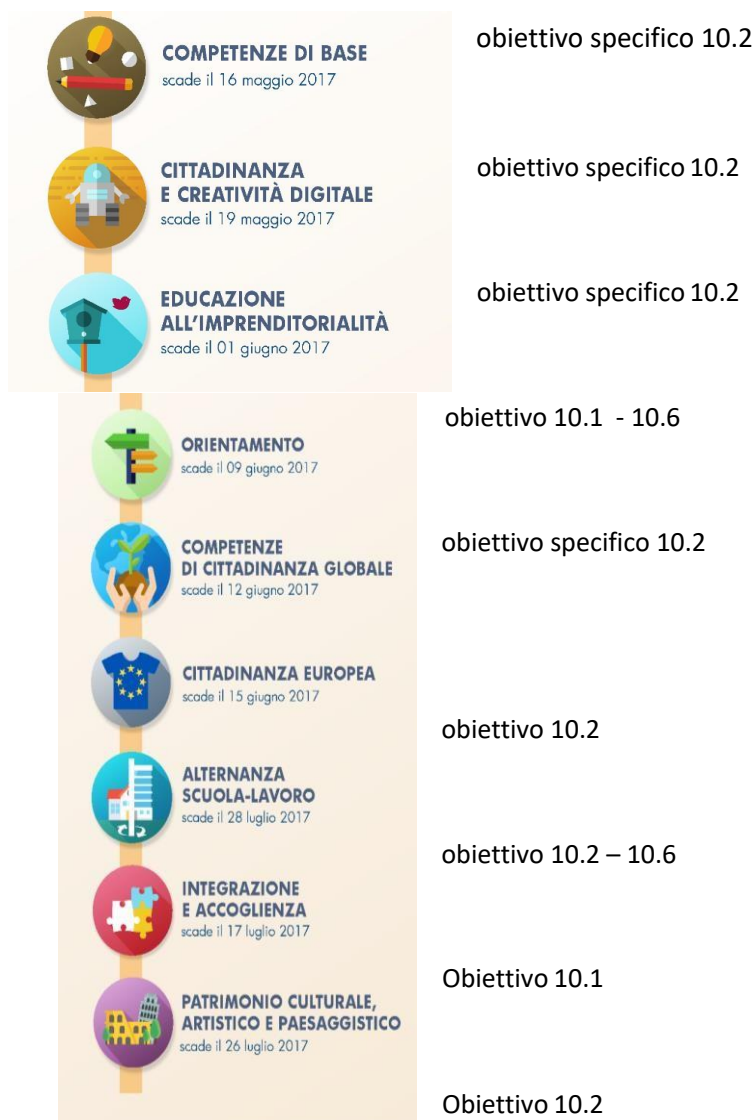 COMPETENZE DI BASE
scade il 16 maggio 2017
obiettivo specifico 10.2
CITTADINANZA
E CREATIVITÀ DIGITALE
scade il 19 maggio 2017
obiettivo specifico 10.2
EDUCAZIONE
ALL'IMPRENDITORIALITÀ
scade il 01 giugno 2017
obiettivo specifico 10.2
ORIENTAMENTO
scade il 09 giugno 2017
obiettivo 10.1 - 10.6
COMPETENZE
DI CITTADINANZA GLOBALE
scade il 12 giugno 2017
obiettivo specifico 10.2
CITTADINANZA EUROPEA
scade il 15 giugno 2017
obiettivo 10.2
ALTERNANZA
SCUOLA-LAVORO
scade il 28 luglio 2017
obiettivo 10.2 – 10.6
INTEGRAZIONE
E ACCOGLIENZA
scade il 17 luglio 2017
Obiettivo 10.1
PATRIMONIO CULTURALE,
ARTISTICO E PAESAGGISTICO
scade il 26 luglio 2017
Obiettivo 10.2